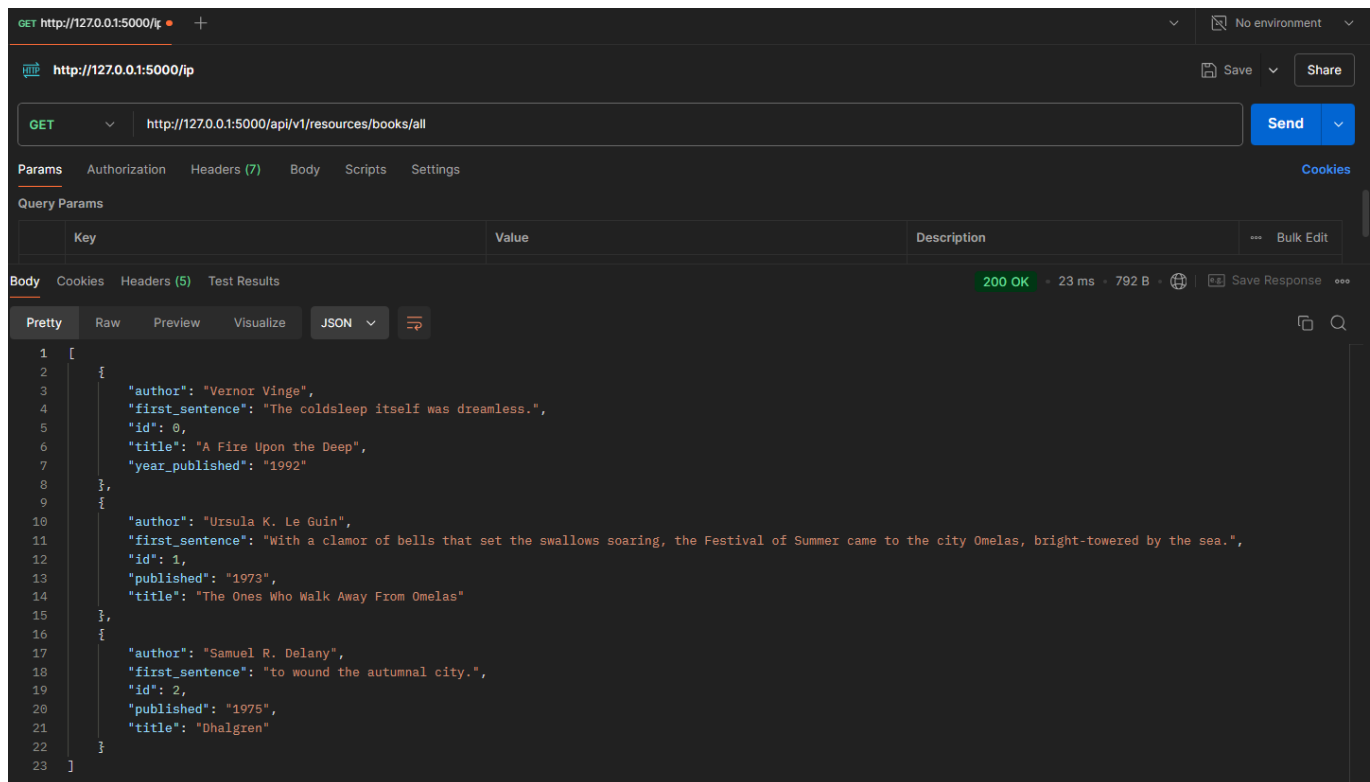 GET http://127.0.0.1:5000/ip
No environment
HTTP http://127.0.0.1:5000/ip
Save
Share
GET
http://127.0.0.1:5000/api/v1/resources/books/all
Send
Params Authorization Headers (7) Body Scripts Settings
Cookies
Query Params
Key Value Description Bulk Edit
Body Cookies Headers (5) Test Results
200 OK 23 ms 792 B e.g. Save Response
Pretty Raw Preview Visualize JSON
1 [
2 {
3 "author": "Vernor Vinge",
4 "first_sentence": "The coldsleep itself was dreamless.",
5 "id": 0,
6 "title": "A Fire Upon the Deep",
7 "year_published": "1992"
8 },
9 {
10 "author": "Ursula K. Le Guin",
11 "first_sentence": "With a clamor of bells that set the swallows soaring, the Festival of Summer came to the city Omelas, bright-towered by the sea.",
12 "id": 1,
13 "published": "1973",
14 "title": "The Ones Who Walk Away From Omelas"
15 },
16 {
17 "author": "Samuel R. Delany",
18 "first_sentence": "to wound the autumnal city.",
19 "id": 2,
20 "published": "1975",
21 "title": "Dhalgren"
22 }
23 ]